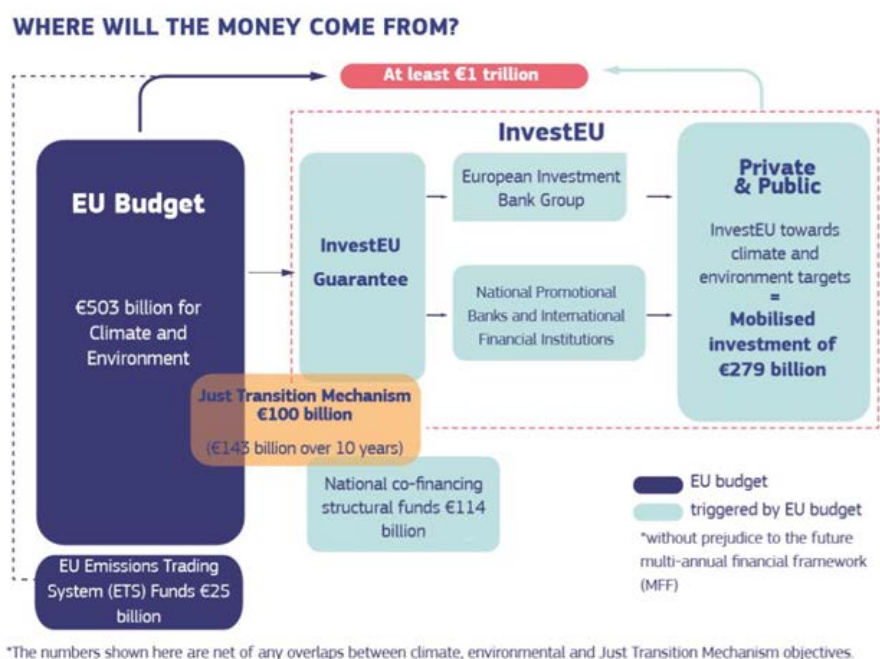 WHERE WILL THE MONEY COME FROM?
At least €1 trillion
InvestEU
EU Budget
€503 billion for
Climate and
Environment
InvestEU
Guarantee
European Investment
Bank Group
National Promotional
Banks and International
Financial Institutions
Private
& Public
InvestEU towards
climate and
environment targets
=
Mobilised
investment of
€279 billion
Just Transition Mechanism
€100 billion
(€143 billion over 10 years)
National co-financing
structural funds €114
billion
EU Emissions Trading
System (ETS) Funds €25
billion
EU budget
triggered by EU budget
*without prejudice to the future
multi-annual financial framework
(MFF)
*The numbers shown here are net of any overlaps between climate, environmental and Just Transition Mechanism objectives.